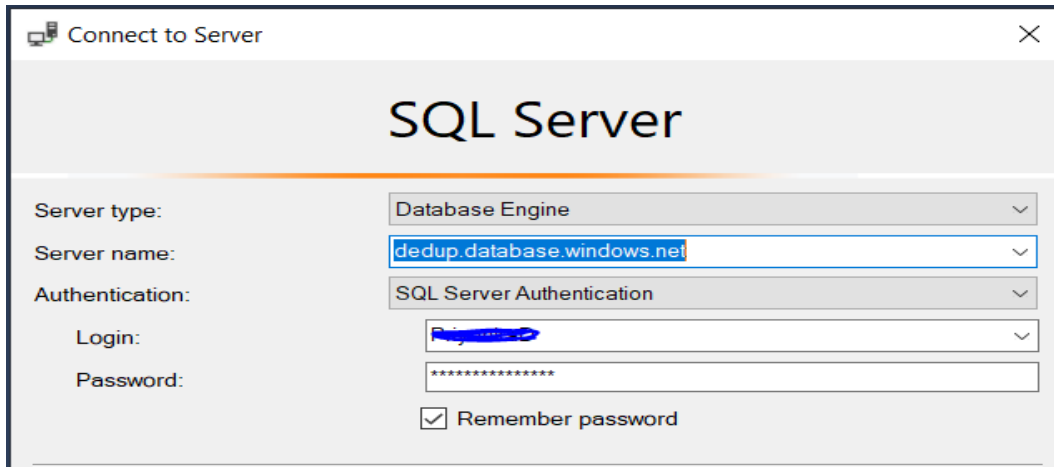 Connect to Server
SQL Server
Server type: Database Engine
Server name: dedup.database.windows.net
Authentication: SQL Server Authentication
Login:
Password: ***************
Remember password